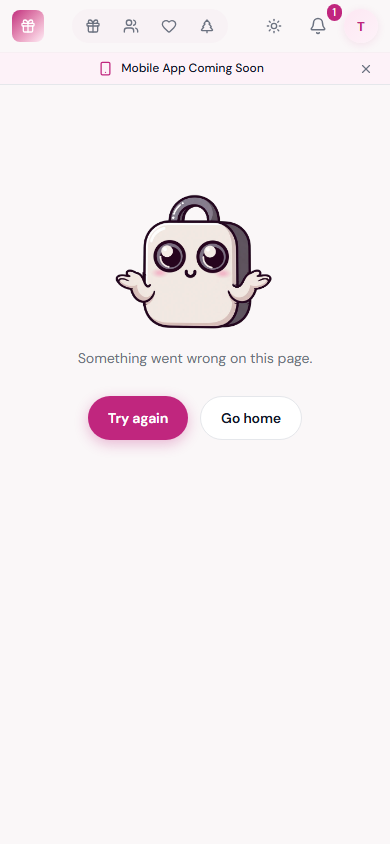 1
T
Mobile App Coming Soon
Something went wrong on this page.
Try again
Go home